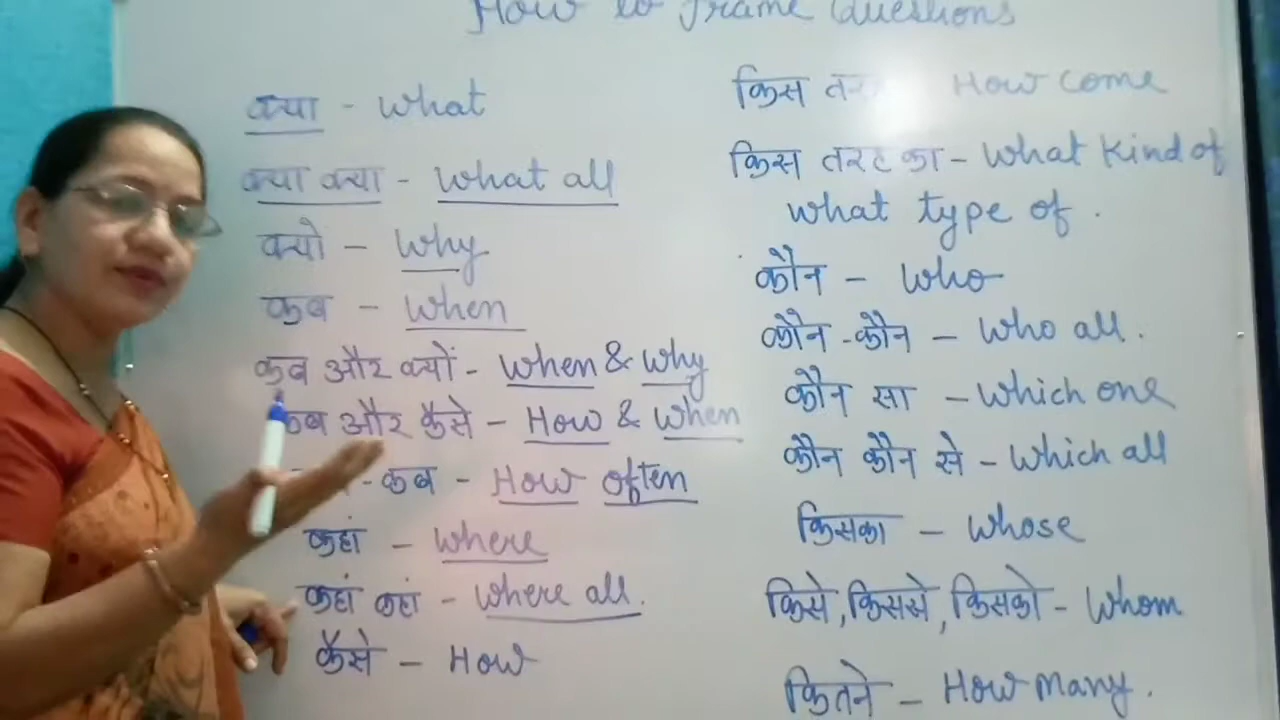 How to Frame Questions
क्या - What
क्या क्या - What all
क्यो - Why
कब - When
कब और क्यों - When & Why
कब और कैसे - How & When
-कब - How often
कहां - Where
कहां कहां - Where all.
कैसे - How
किस How come
किस तरह का - What kind of
what type of.
कौन - Who
कौन-कौन - Who all.
कौन सा - Which one
कौन कौन से - Which all
किसका - Whose
किसे, किससे, किसको - Whom
कितने - How many.